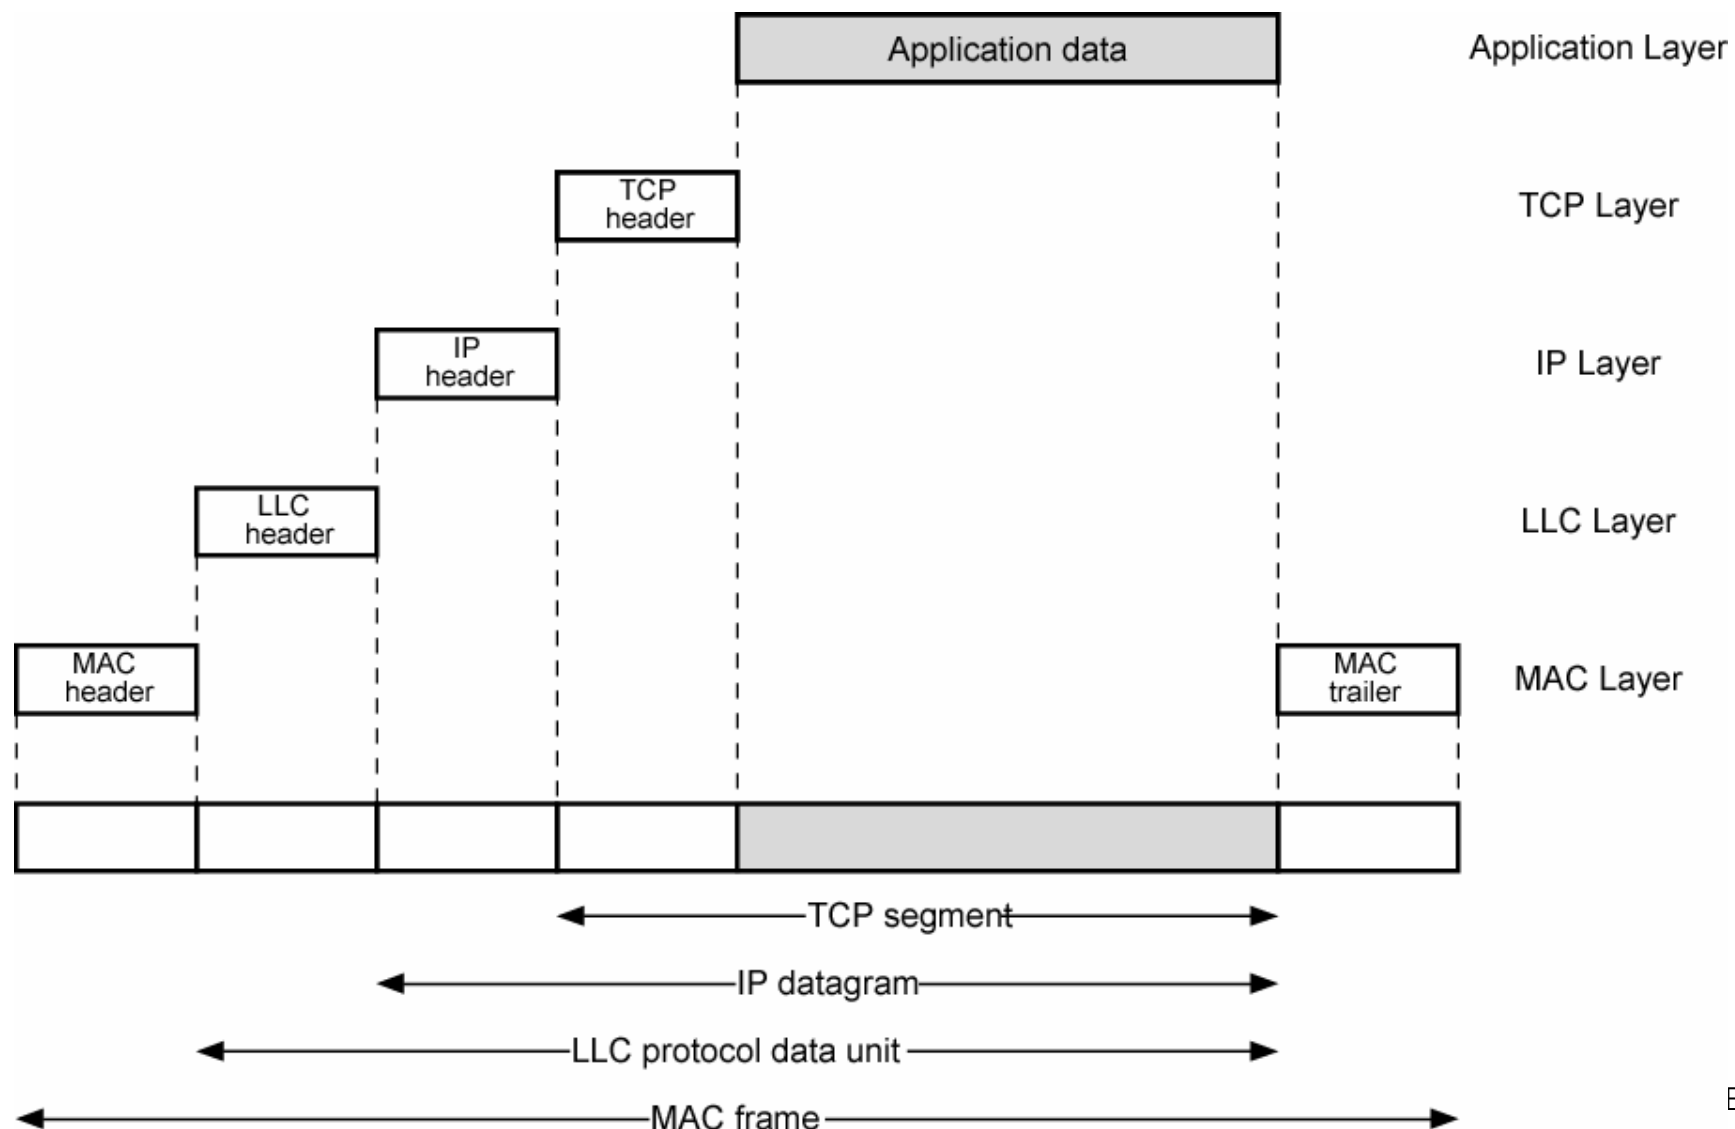 Application data
Application Layer
TCP
header
TCP Layer
IP
header
IP Layer
LLC
header
LLC Layer
MAC
header
MAC
trailer
MAC Layer
TCP segment
IP datagram
LLC protocol data unit
MAC frame